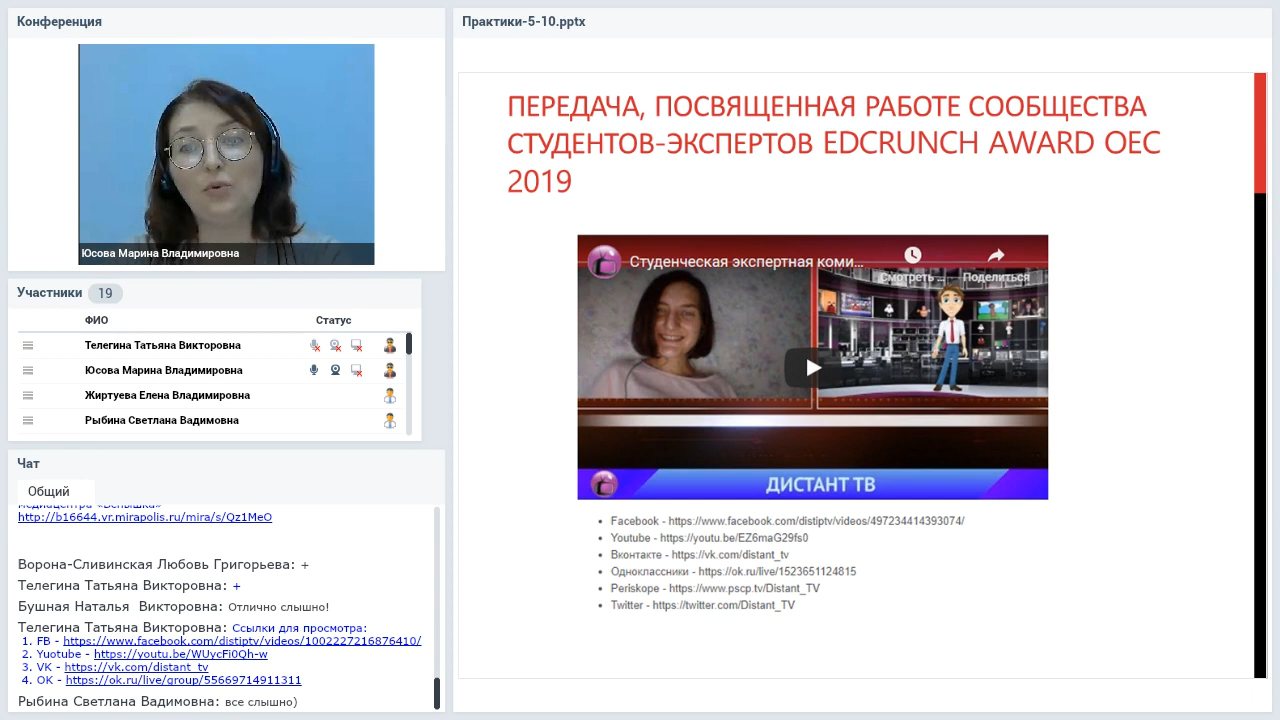 Конференция
Юсова Марина Владимировна
Участники 19
ФИО Статус
Телегина Татьяна Викторовна
Юсова Марина Владимировна
Жиртуева Елена Владимировна
Рыбина Светлана Вадимовна
Чат
Общий
медиацентра «Вспышка»
http://b16644.vr.mirapolis.ru/mira/s/Qz1MeO
Ворона-Сливинская Любовь Григорьева: +
Телегина Татьяна Викторовна: +
Бушная Наталья Викторовна: Отлично слышно!
Телегина Татьяна Викторовна: Ссылки для просмотра:
1. FB - https://www.facebook.com/distiptv/videos/1002227216876410/
2. Yuotube - https://youtu.be/WUycFi0Qh-w
3. VK - https://vk.com/distant_tv
4. OK - https://ok.ru/live/group/55669714911311
Рыбина Светлана Вадимовна: все слышно)
Практики-5-10.pptx
ПЕРЕДАЧА, ПОСВЯЩЕННАЯ РАБОТЕ СООБЩЕСТВА
СТУДЕНТОВ-ЭКСПЕРТОВ EDCRUNCH AWARD OEC
2019
Студенческая экспертная коми...
Смотреть ... Поделиться
ДИСТАНТ ТВ
• Facebook - https://www.facebook.com/distiptv/videos/497234414393074/
• Youtube - https://youtu.be/EZ6maG29fs0
• Вконтакте - https://vk.com/distant_tv
• Одноклассники - https://ok.ru/live/1523651124815
• Periskope - https://www.pscp.tv/Distant_TV
• Twitter - https://twitter.com/Distant_TV